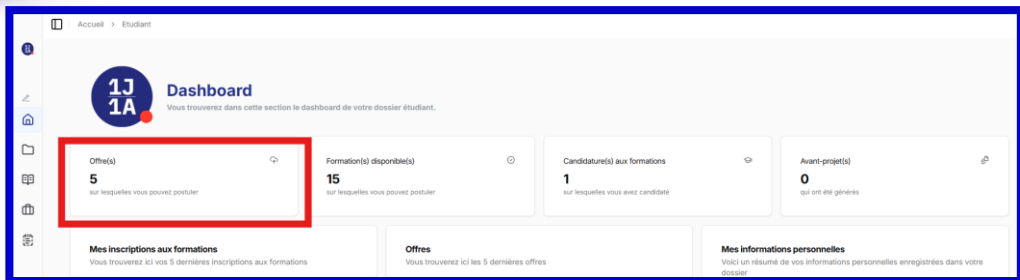 Accueil > Etudiant
1J
1A
Dashboard
Vous trouverez dans cette section le dashboard de votre dossier étudiant.
Offre(s)
5
sur lesquelles vous pouvez postuler
Formation(s) disponible(s)
15
sur lesquelles vous pouvez postuler
Candidature(s) aux formations
1
sur lesquelles vous avez candidaté
Avant-projet(s)
0
qui ont été générés
Mes inscriptions aux formations
Vous trouverez ici vos 5 dernières inscriptions aux formations
Offres
Vous trouverez ici les 5 dernières offres
Mes informations personnelles
Voici un résumé de vos informations personnelles enregistrées dans votre
dossier